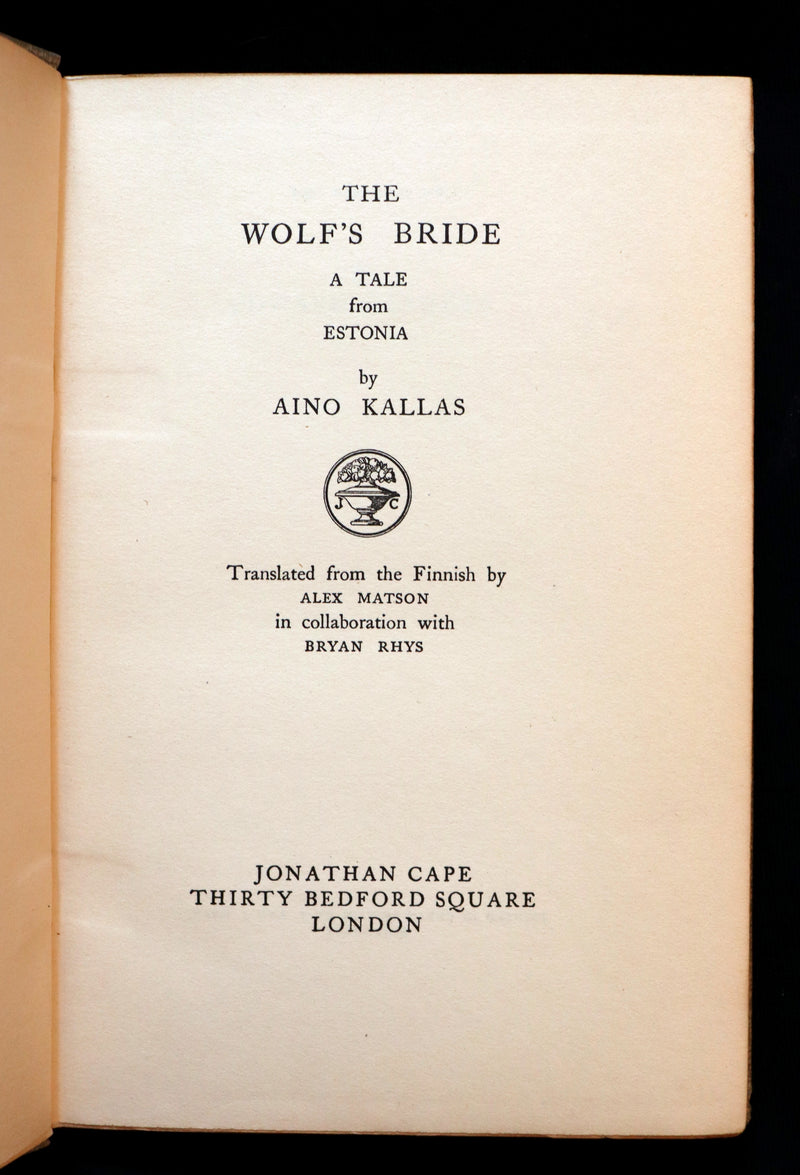 THE
WOLF'S BRIDE
A TALE
from
ESTONIA
by
AINO KALLAS
J C
Translated from the Finnish by
ALEX MATSON
in collaboration with
BRYAN RHYS
JONATHAN CAPE
THIRTY BEDFORD SQUARE
LONDON